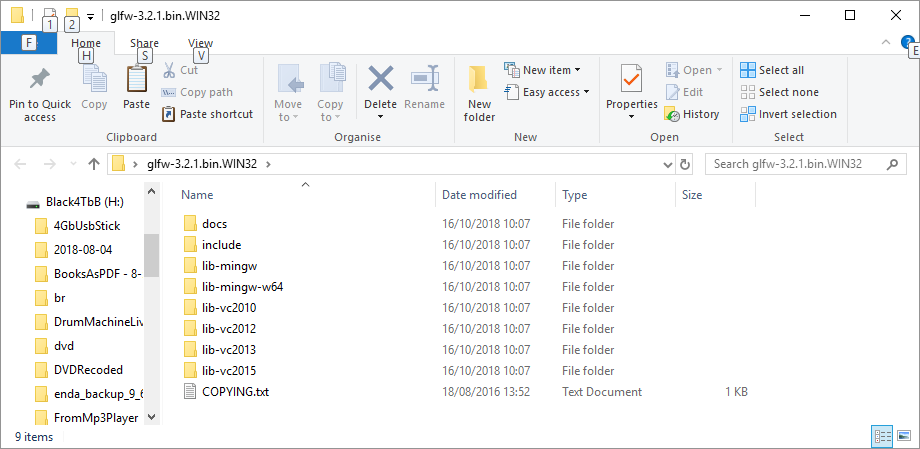 glfw-3.2.1.bin.WIN32
1 2
F Home Share View E
H S V
Pin to Quick access
Copy
Paste
Cut
Copy path
Paste shortcut
Clipboard
Move to
Copy to
Delete
Rename
Organise
New folder
New item
Easy access
New
Properties
Open
Edit
History
Open
Select all
Select none
Invert selection
Select
glfw-3.2.1.bin.WIN32
Search glfw-3.2.1.bin.WIN32
Black4TbB (H:)
4GbUsbStick
2018-08-04
BooksAsPDF - 8-
br
DrumMachineLiv
dvd
DVDRecoded
enda_backup_9_6
FromMp3Player
Name Date modified Type Size
docs 16/10/2018 10:07 File folder
include 16/10/2018 10:07 File folder
lib-mingw 16/10/2018 10:07 File folder
lib-mingw-w64 16/10/2018 10:07 File folder
lib-vc2010 16/10/2018 10:07 File folder
lib-vc2012 16/10/2018 10:07 File folder
lib-vc2013 16/10/2018 10:07 File folder
lib-vc2015 16/10/2018 10:07 File folder
COPYING.txt 18/08/2016 13:52 Text Document 1 KB
9 items